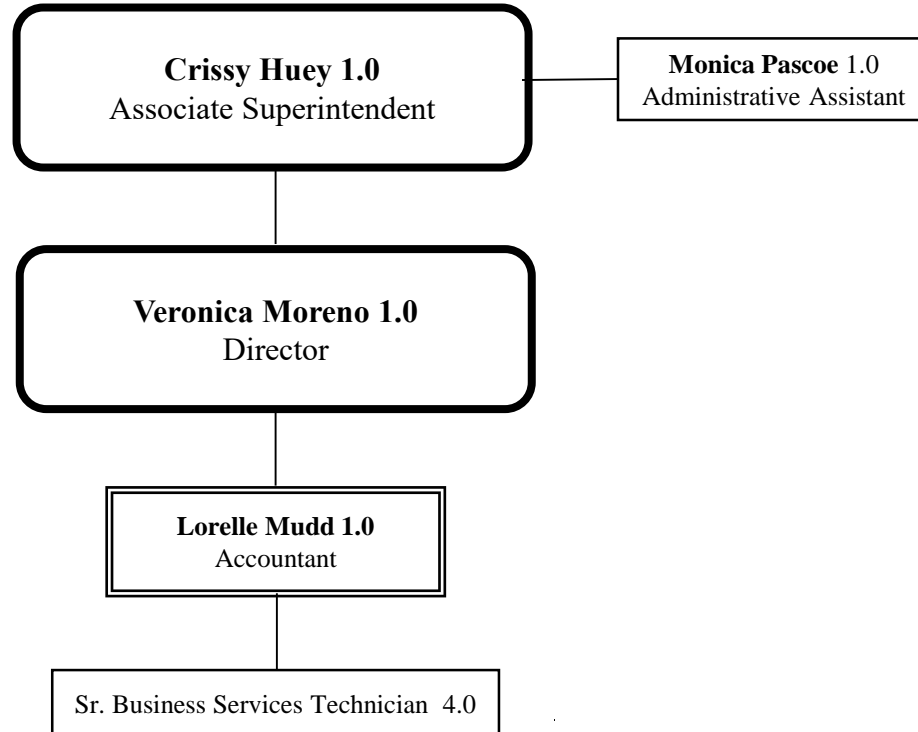 Crissy Huey 1.0
Associate Superintendent
Monica Pascoe 1.0
Administrative Assistant
Veronica Moreno 1.0
Director
Lorelle Mudd 1.0
Accountant
Sr. Business Services Technician 4.0